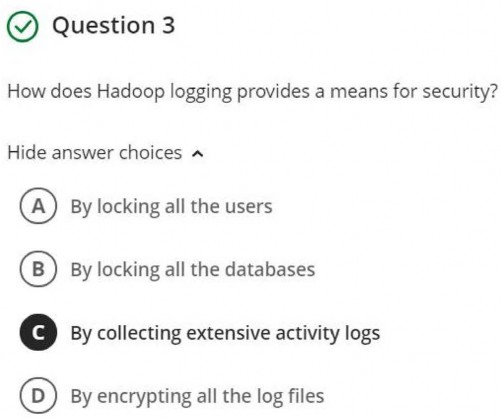 Question 3
How does Hadoop logging provides a means for security?
Hide answer choices
A By locking all the users
B By locking all the databases
C By collecting extensive activity logs
D By encrypting all the log files